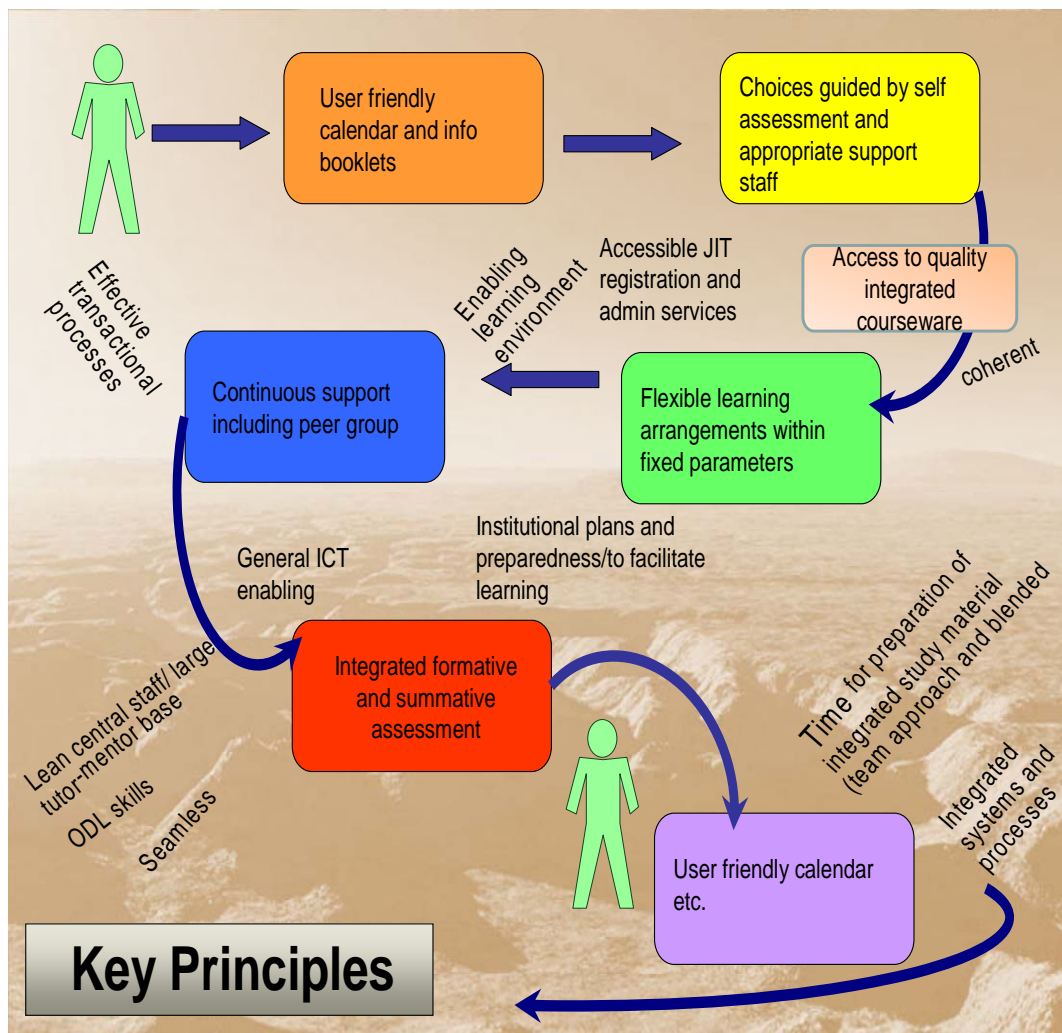 User friendly
calendar and info
booklets
Choices guided by self
assessment and
appropriate support
staff
Effective
transactional
processes
Enabling
learning
environment
Accessible JIT
registration and
admin services
Access to quality
integrated
courseware
coherent
Continuous support
including peer group
Flexible learning
arrangements within
fixed parameters
General ICT
enabling
Institutional plans and
preparedness/to facilitate
learning
Lean central staff/ large
tutor-mentor base
ODL skills
Seamless
Integrated formative
and summative
assessment
Time for preparation of
integrated study material
(team approach and blended
Integrated
systems and
processes
User friendly calendar
etc.
Key Principles